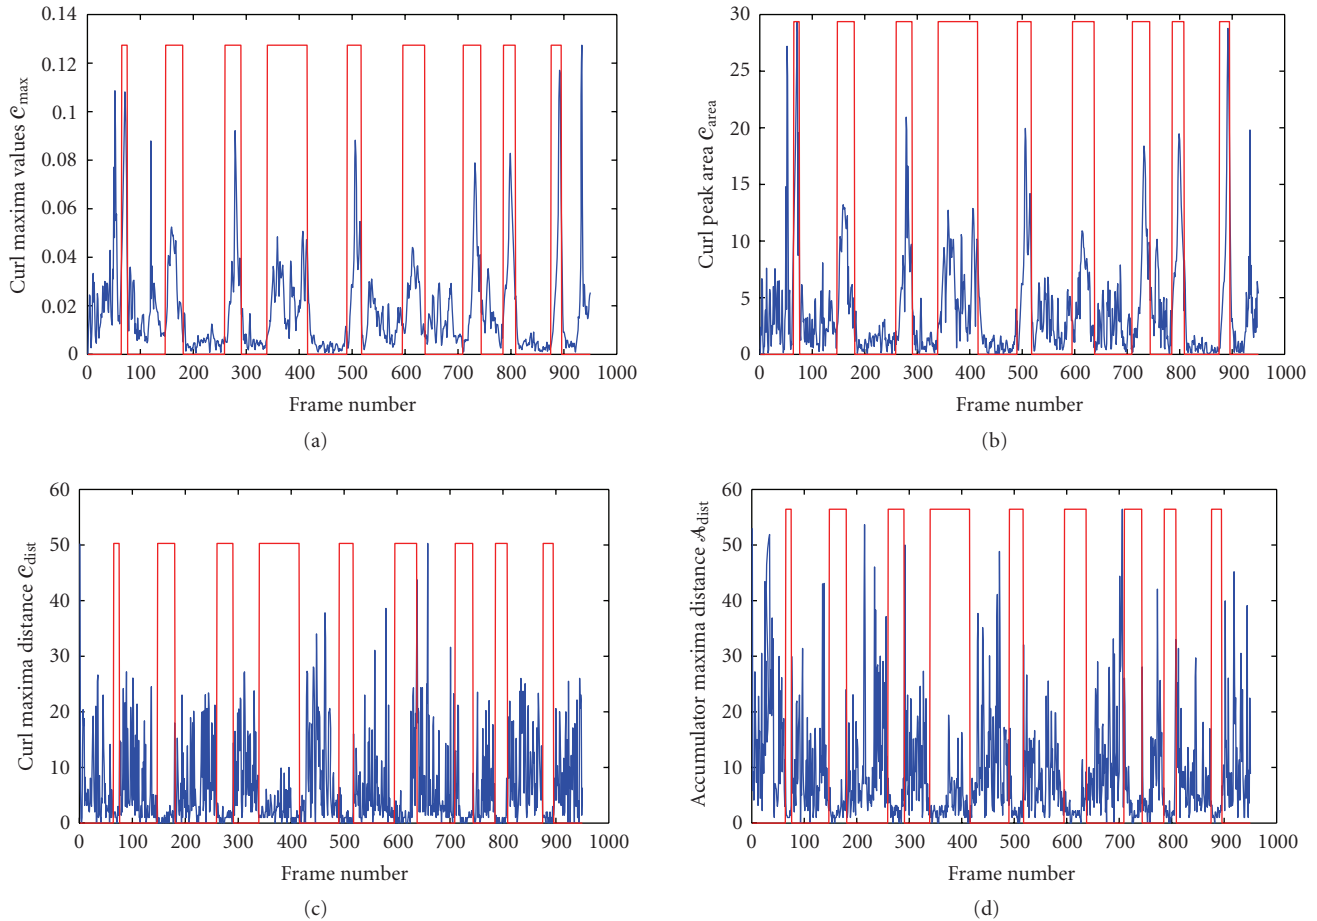 0.14
0.12
0.1
0.08
0.06
0.04
0.02
0
Curl maxima values 𝒞max
0 100 200 300 400 500 600 700 800 900 1000
Frame number
(a)
30
25
20
15
10
5
0
Curl peak area 𝒞area
0 100 200 300 400 500 600 700 800 900 1000
Frame number
(b)
60
50
40
30
20
10
0
Curl maxima distance 𝒞dist
0 100 200 300 400 500 600 700 800 900 1000
Frame number
(c)
60
50
40
30
20
10
0
Accumulator maxima distance 𝒜dist
0 100 200 300 400 500 600 700 800 900 1000
Frame number
(d)